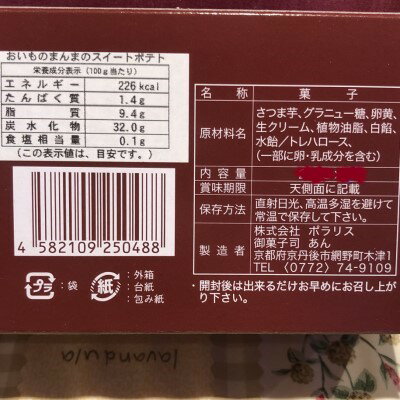 おいものまんまのスイートポテト
栄養成分表示(100g当たり)
エネルギー 226kcal
たんぱく質 1.4g
脂質 9.4g
炭水化物 32.0g
食塩相当量 0.1g
(この表示値は、目安です。)
4 582109 250488
プラ :袋
紙 :外箱
:台紙
:包み紙
名称 菓子
原材料名 さつま芋、グラニュー糖、卵黄、
生クリーム、植物油脂、白餡、
水飴/トレハロース、
(一部に卵・乳成分を含む)
内容量
賞味期限 天側面に記載
保存方法 直射日光、高温多湿を避けて
常温で保存して下さい。
製造者 株式会社 ポラリス
御菓子司 あん
京都府京丹後市網野町木津1
TEL (0772) 74-9109
・開封後は出来るだけお早めにお召し上
がり下さい。
lavandula